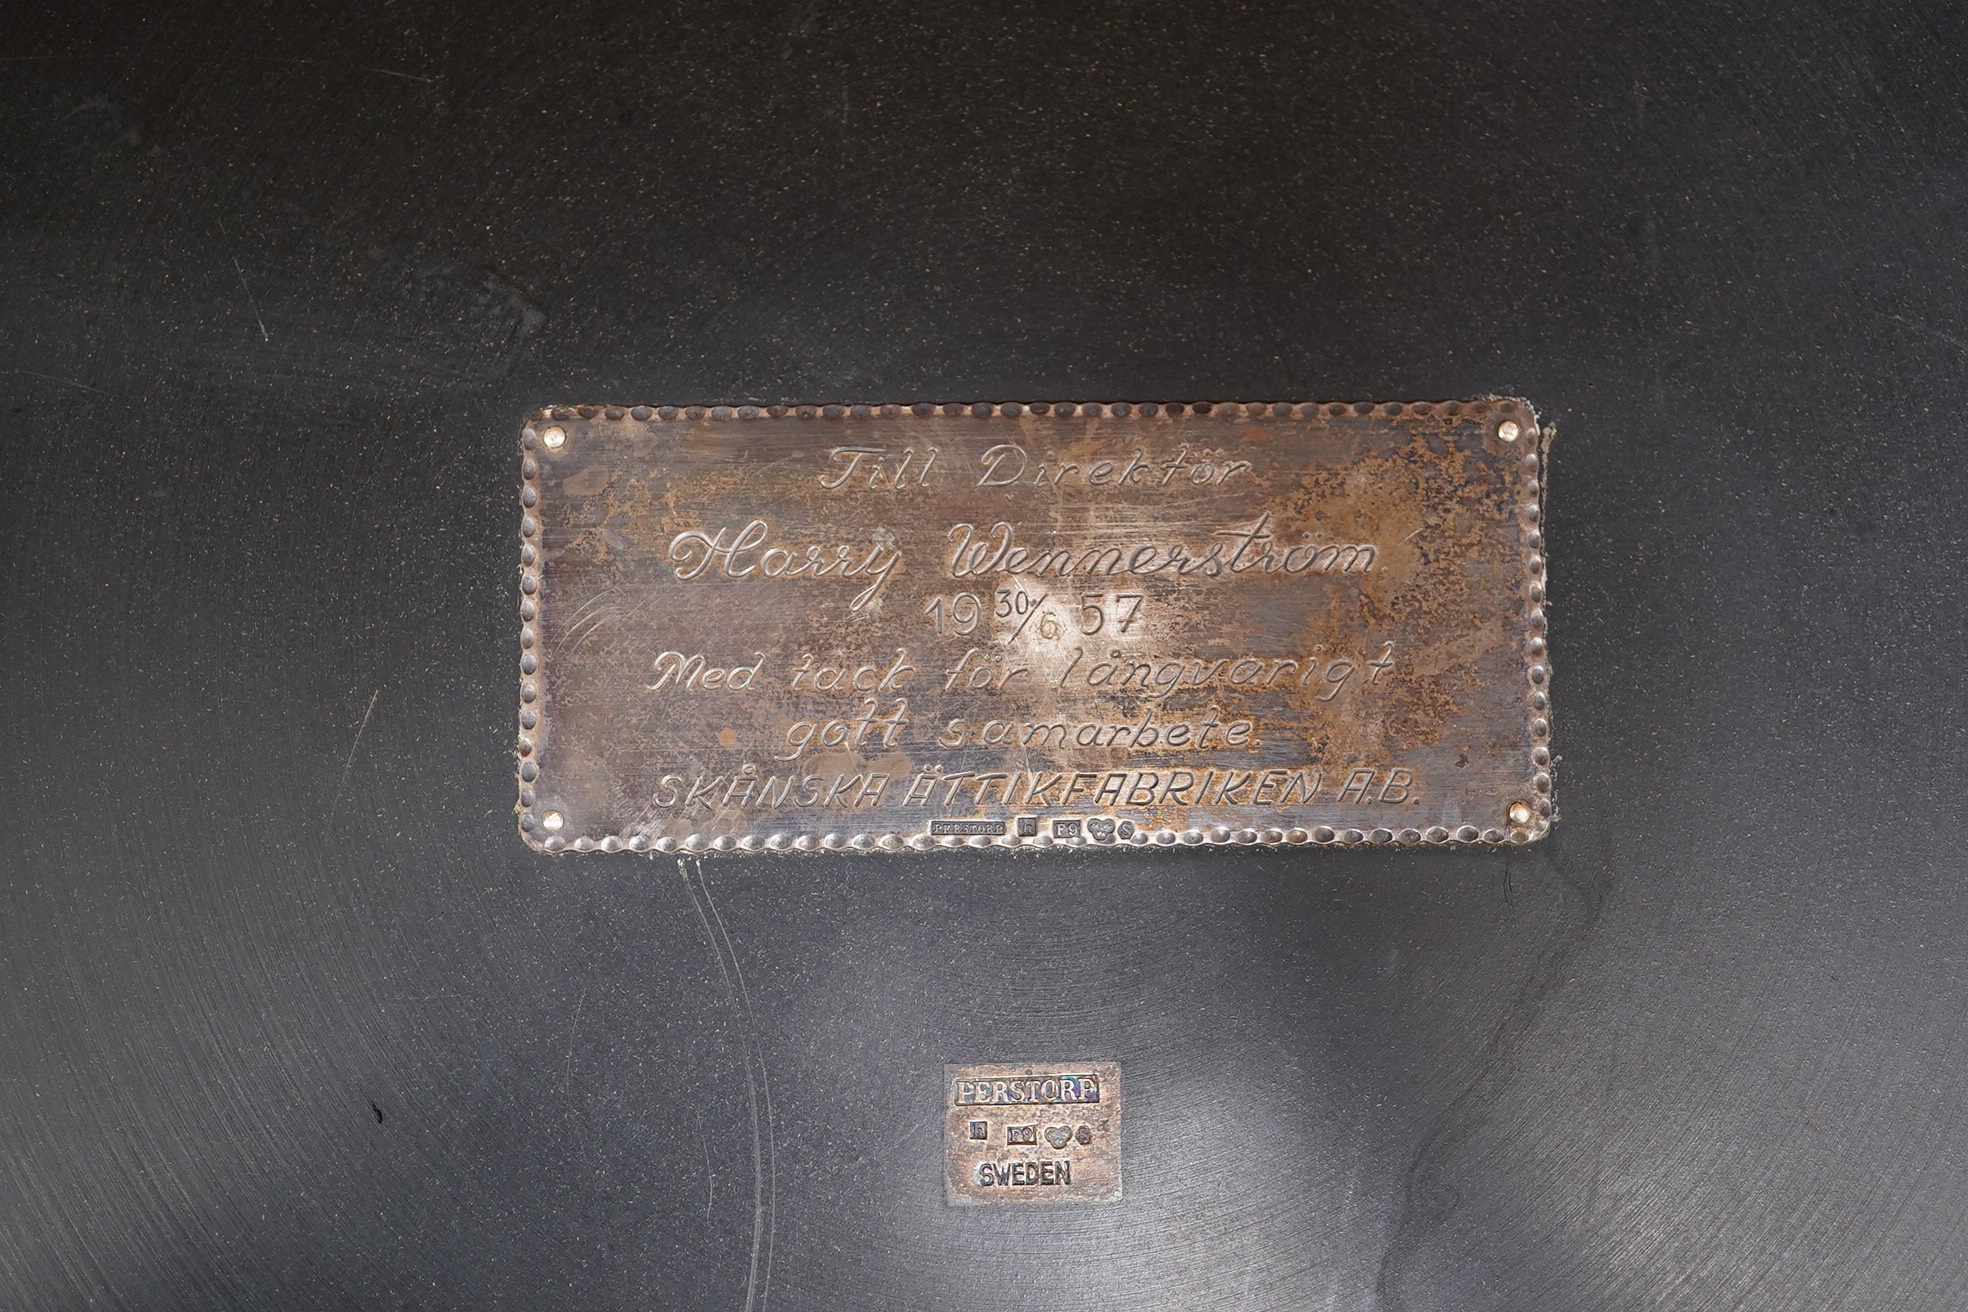 Till Direktör
Harry Wennerström.
19 30/6 57
Med tack för långvarigt
gott samarbete.
SKÅNSKA ÄTTIKFABRIKEN A.B.
PERSTORP h F9 S
PERSTORP
h F9 S
SWEDEN